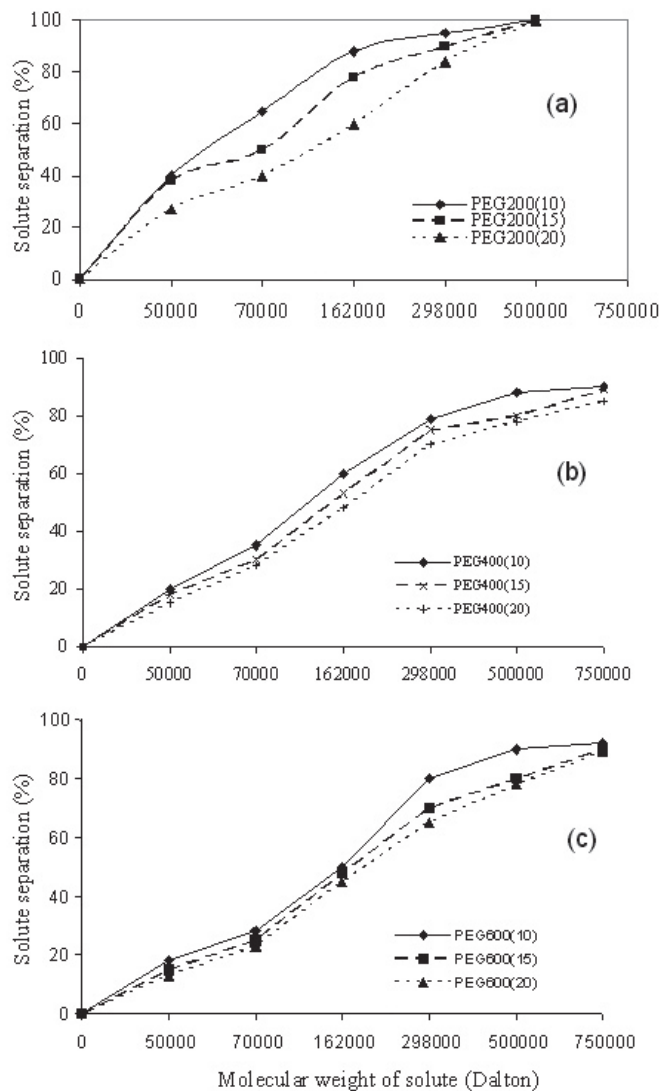 100
80
60
40
20
0
Solute separation (%)
(a)
PEG200(10)
PEG200(15)
PEG200(20)
0 50000 70000 162000 298000 500000 750000
100
80
60
40
20
0
Solute separation (%)
(b)
PEG400(10)
PEG400(15)
PEG400(20)
0 50000 70000 162000 298000 500000 750000
100
80
60
40
20
0
Solute separation (%)
(c)
PEG600(10)
PEG600(15)
PEG600(20)
0 50000 70000 162000 298000 500000 750000
Molecular weight of solute (Dalton)